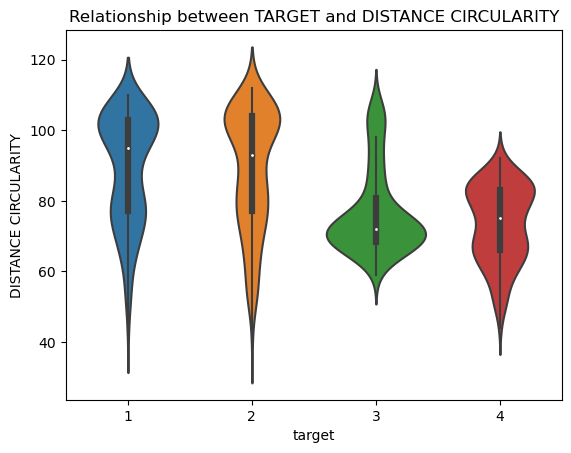 Relationship between TARGET and DISTANCE CIRCULARITY
120
100
80
60
40
DISTANCE CIRCULARITY
1 2 3 4
target